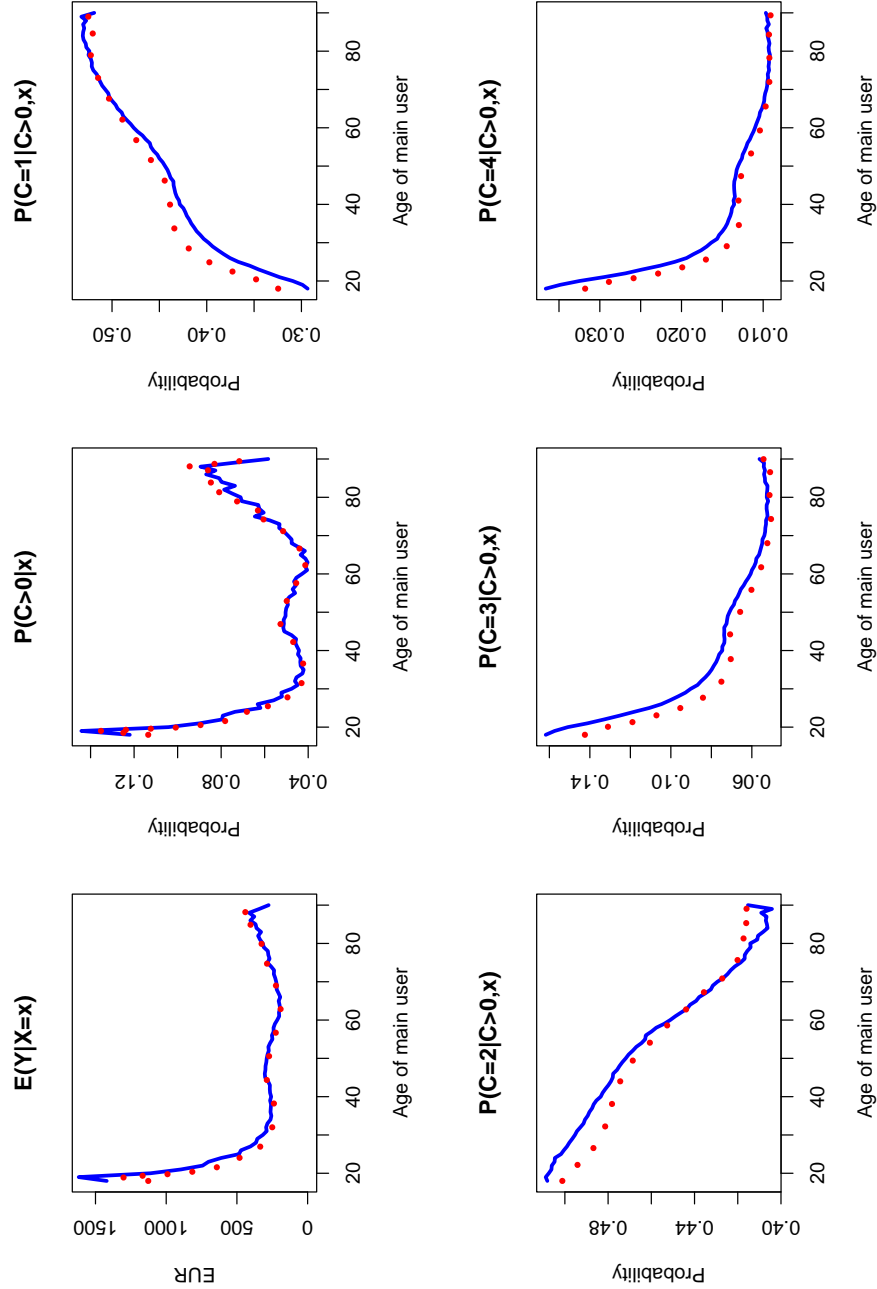 E(Y|X=x)
EUR
0 500 1000 1500
20 40 60 80
Age of main user
P(C>0|x)
Probability
0.04 0.08 0.12
20 40 60 80
Age of main user
P(C=1|C>0,x)
Probability
0.30 0.40 0.50
20 40 60 80
Age of main user
P(C=2|C>0,x)
Probability
0.40 0.44 0.48
20 40 60 80
Age of main user
P(C=3|C>0,x)
Probability
0.06 0.10 0.14
20 40 60 80
Age of main user
P(C=4|C>0,x)
Probability
0.010 0.020 0.030
20 40 60 80
Age of main user